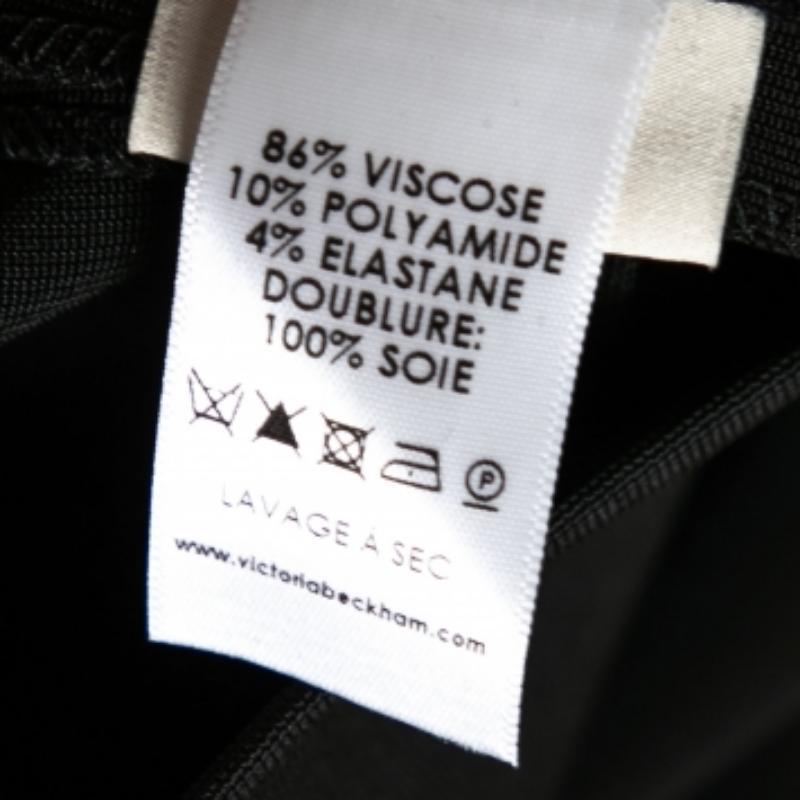 86% VISCOSE
10% POLYAMIDE
4% ELASTANE
DOUBLURE:
100% SOIE
P
LAVAGE À SEC
www.victoriabeckham.com